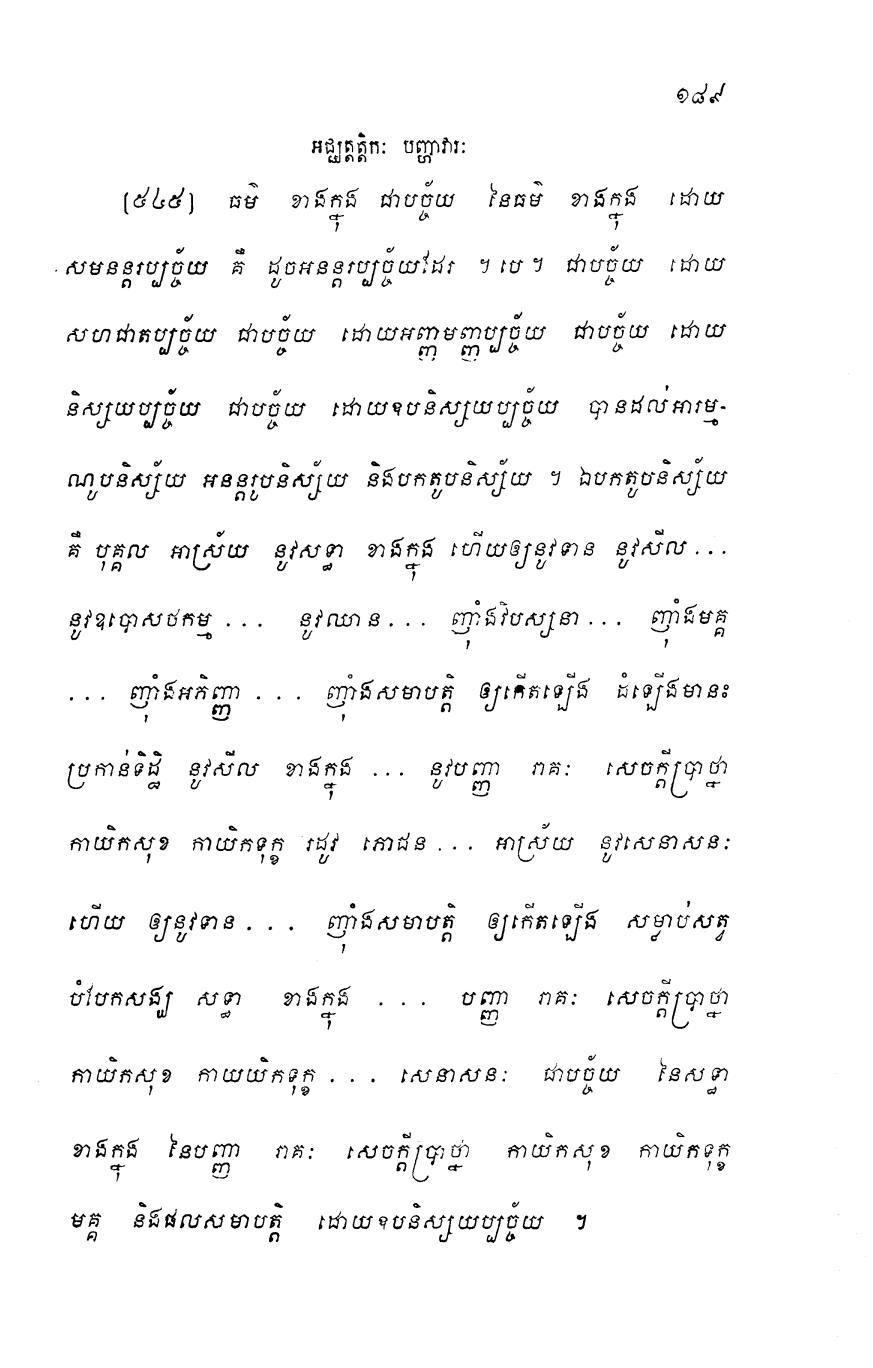 ១៨៩
អជ្ឈត្តត្តិកៈ បញ្ហាវារៈ
[៥៤៥] ធម៌ ខាងក្នុង ជាបច្ច័យ នៃធម៌ ខាងក្នុង ដោយ
សមនន្តរប្បច្ច័យ គឺ ដូចអនន្តរប្បច្ច័យដែរ ។ បេ ។ ជាបច្ច័យ ដោយ
សហជាតប្បច្ច័យ ជាបច្ច័យ ដោយអញ្ញមញ្ញប្បច្ច័យ ជាបច្ច័យ ដោយ
និស្សយប្បច្ច័យ ជាបច្ច័យ ដោយឧបនិស្សយប្បច្ច័យ បានដល់អារម្ម-
ណូបនិស្ស័យ អនន្តរូបនិស្ស័យ និងបកតូបនិស្ស័យ ។ ឯបកតូបនិស្ស័យ
គឺ បុគ្គល អាស្រ័យ នូវសទ្ធា ខាងក្នុង ហើយឲ្យនូវទាន នូវសីល ...
នូវឧបោសថកម្ម ... នូវឈាន ... ញុំាងវិបស្សនា ... ញុំាងមគ្គ
... ញុំាងអភិញ្ញា ... ញុំាងសមាបត្តិ ឲ្យកើតឡើង ដំឡើងមានះ
ប្រកាន់ទិដ្ឋិ នូវសីល ខាងក្នុង ... នូវបញ្ញា រាគៈ សេចក្តីប្រាថ្នា
កាយិកសុខ កាយិកទុក្ខ រដូវ ភោជន ... អាស្រ័យ នូវសេនាសនៈ
ហើយ ឲ្យនូវទាន ... ញុំាងសមាបត្តិ ឲ្យកើតឡើង សម្លាប់សត្វ
បំបែកសង្ឃ សទ្ធា ខាងក្នុង ... បញ្ញា រាគៈ សេចក្តីប្រាថ្នា
កាយិកសុខ កាយយិកទុក្ខ ... សេនាសនៈ ជាបច្ច័យ នៃសទ្ធា
ខាងក្នុង នៃបញ្ញា រាគៈ សេចក្តីប្រាថ្នា កាយិកសុខ កាយិកទុក្ខ
មគ្គ និងផលសមាបត្តិ ដោយឧបនិស្សយប្បច្ច័យ ។